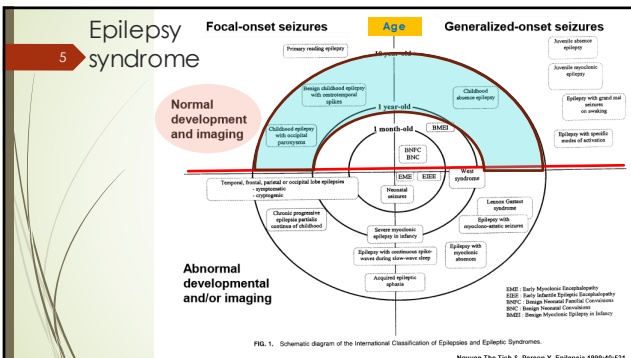 5
Epilepsy
syndrome
Focal-onset seizures
Age
Generalized-onset seizures
Primary reading epilepsy
10 year-old
Juvenile absence
epilepsy
Juvenile myoclonic
epilepsy
Benign childhood epilepsy
with centrotemporal
spikes
Childhood
absence epilepsy
Epilepsy with grand mal
seizures
on awaking
Normal
development
and imaging
1 year-old
Childhood epilepsy
with occipital
paroxysms
1 month-old
BMEI
Epilepsy with specific
modes of activation
BNFC
BNC
Temporal, frontal, parietal or occipital lobe epilepsies
- symptomatic
- cryptogenic
EME
EIEE
West
syndrome
Neonatal
seizures
Lennox Gastaut
syndrome
Chronic progressive
epilepsia partialis
continua of childhood
Epilepsy with
myoclono-astatic seizures
Severe myoclonic
epilepsy in infancy
Epilepsy with continuous spike-
waves during slow-wave sleep
Epilepsy with
myoclonic
absences
Abnormal
developmental
and/or imaging
Acquired epileptic
aphasia
EME : Early Myoclonic Encephalopathy
EIEE : Early Infantile Epileptic Encephalopathy
BNFC : Benign Neonatal Familial Convulsions
BNC : Benign Neonatal Convulsions
BMEI : Benign Myoclonic Epilepsy in Infancy
FIG. 1. Schematic diagram of the International Classification of Epilepsies and Epileptic Syndromes.